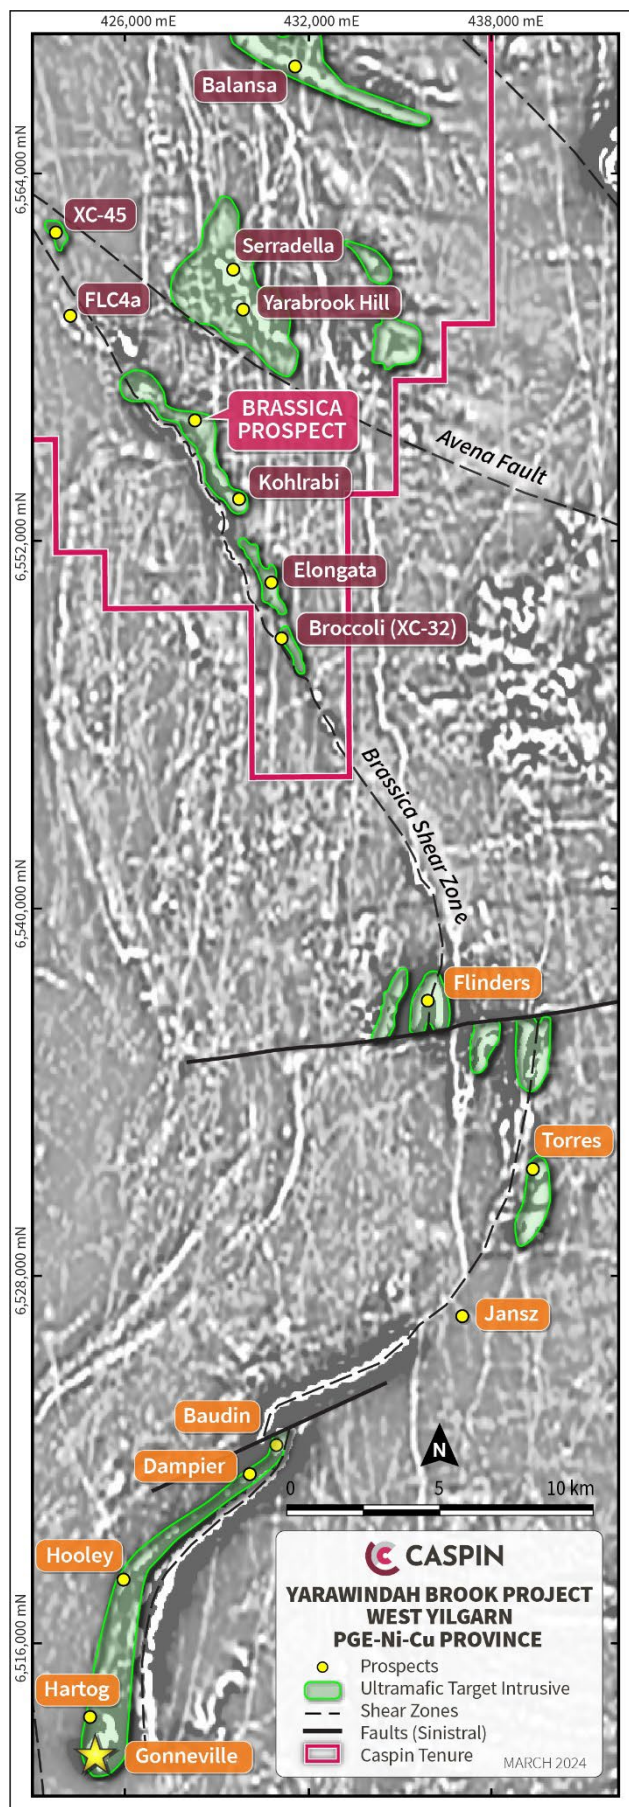 426,000 mE
432,000 mE
438,000 mE
Balansa
6,564,000 mN
XC-45
Serradella
FLC4a
Yarabrook Hill
BRASSICA
PROSPECT
Avena Fault
Kohlrabi
6,552,000 mN
Elongata
Broccoli (XC-32)
Brassica Shear Zone
6,540,000 mN
Flinders
Torres
6,528,000 mN
Jansz
Baudin
Dampier
N
0
5
10 km
Hooley
6,516,000 mN
Hartog
Gonneville
CASPIN
YARAWINDAH BROOK PROJECT
WEST YILGARN
PGE-Ni-Cu PROVINCE
Prospects
Ultramafic Target Intrusive
Shear Zones
Faults (Sinistral)
Caspin Tenure
MARCH 2024